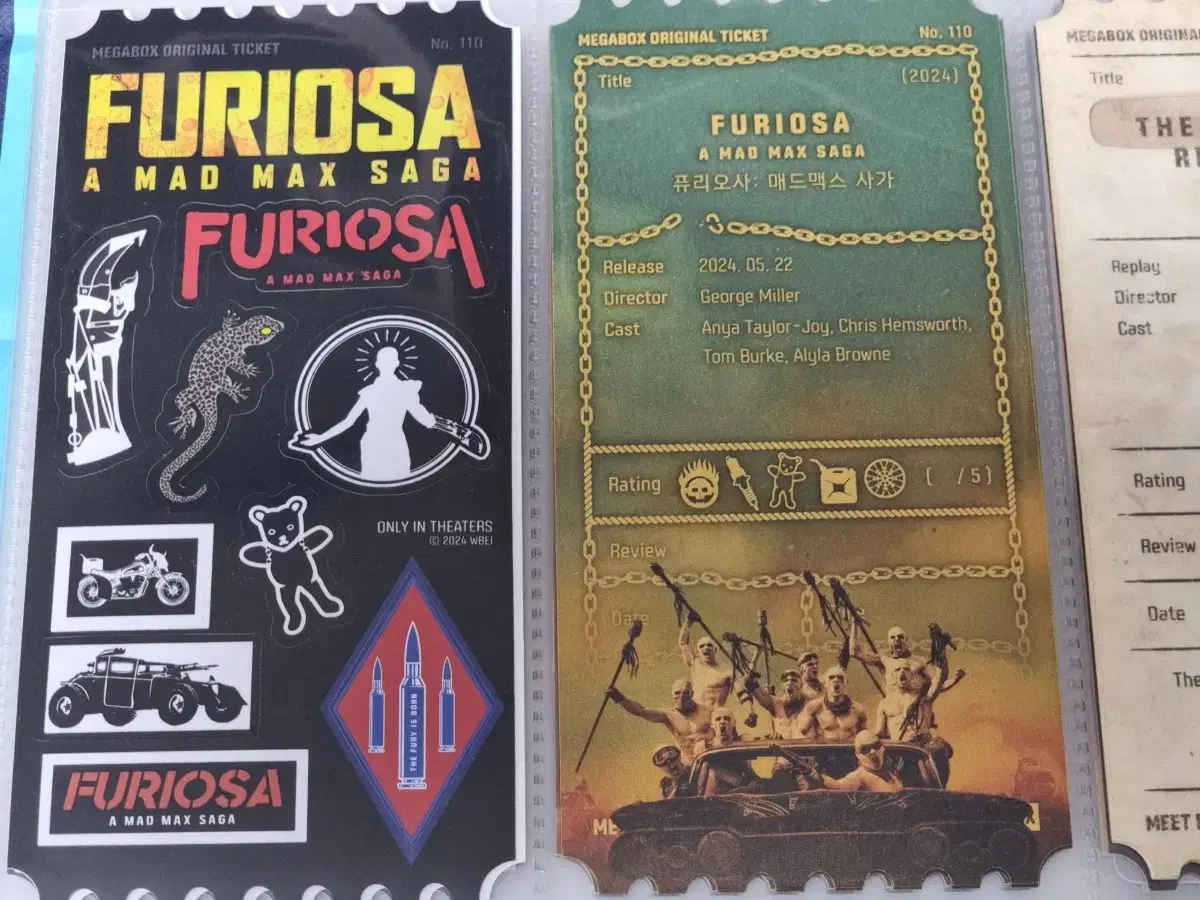 MEGABOX ORIGINAL TICKET
No. 110
FURIOSA
A MAD MAX SAGA
FURIOSA
A MAD MAX SAGA
ONLY IN THEATERS
© 2024 WBEI
THE FURY IS BORN
FURIOSA
A MAD MAX SAGA
MEGABOX ORIGINAL TICKET
No. 110
Title
(2024)
FURIOSA
A MAD MAX SAGA
퓨리오사: 매드맥스 사가
Release 2024. 05. 22
Director George Miller
Cast Anya Taylor-Joy, Chris Hemsworth,
Tom Burke, Alyla Browne
Rating ( /5)
Review
Date
ME
MEGABOX ORIGINA
Title
THE
Replay
Director
Cast
Rating
Review
Date
The
MEET